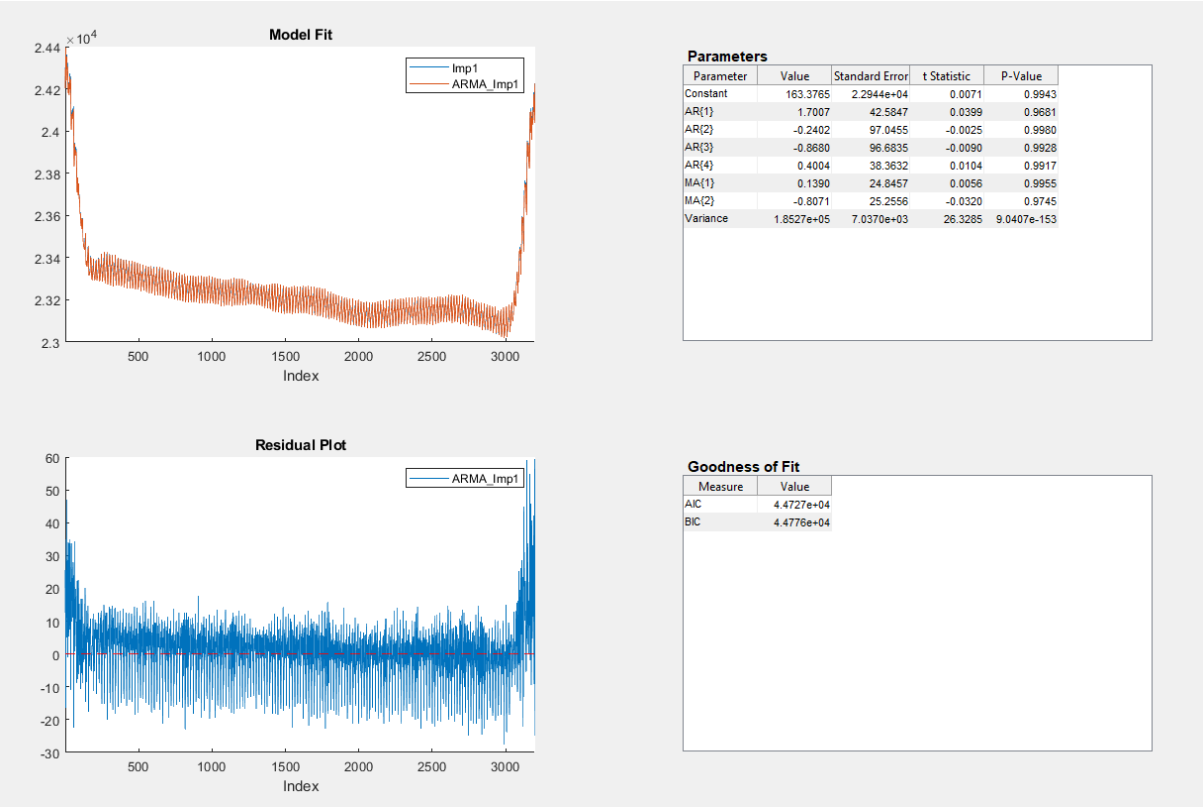 Model Fit
×10^4
2.44
2.42
2.4
2.38
2.36
2.34
2.32
2.3
Imp1
ARMA_Imp1
500 1000 1500 2000 2500 3000
Index
Parameters
Parameter Value Standard Error t Statistic P-Value
Constant 163.3765 2.2944e+04 0.0071 0.9943
AR{1} 1.7007 42.5847 0.0399 0.9681
AR{2} -0.2402 97.0455 -0.0025 0.9980
AR{3} -0.8680 96.6835 -0.0090 0.9928
AR{4} 0.4004 38.3632 0.0104 0.9917
MA{1} 0.1390 24.8457 0.0056 0.9955
MA{2} -0.8071 25.2556 -0.0320 0.9745
Variance 1.8527e+05 7.0370e+03 26.3285 9.0407e-153
Residual Plot
60
50
40
30
20
10
0
-10
-20
-30
ARMA_Imp1
500 1000 1500 2000 2500 3000
Index
Goodness of Fit
Measure Value
AIC 4.4727e+04
BIC 4.4776e+04